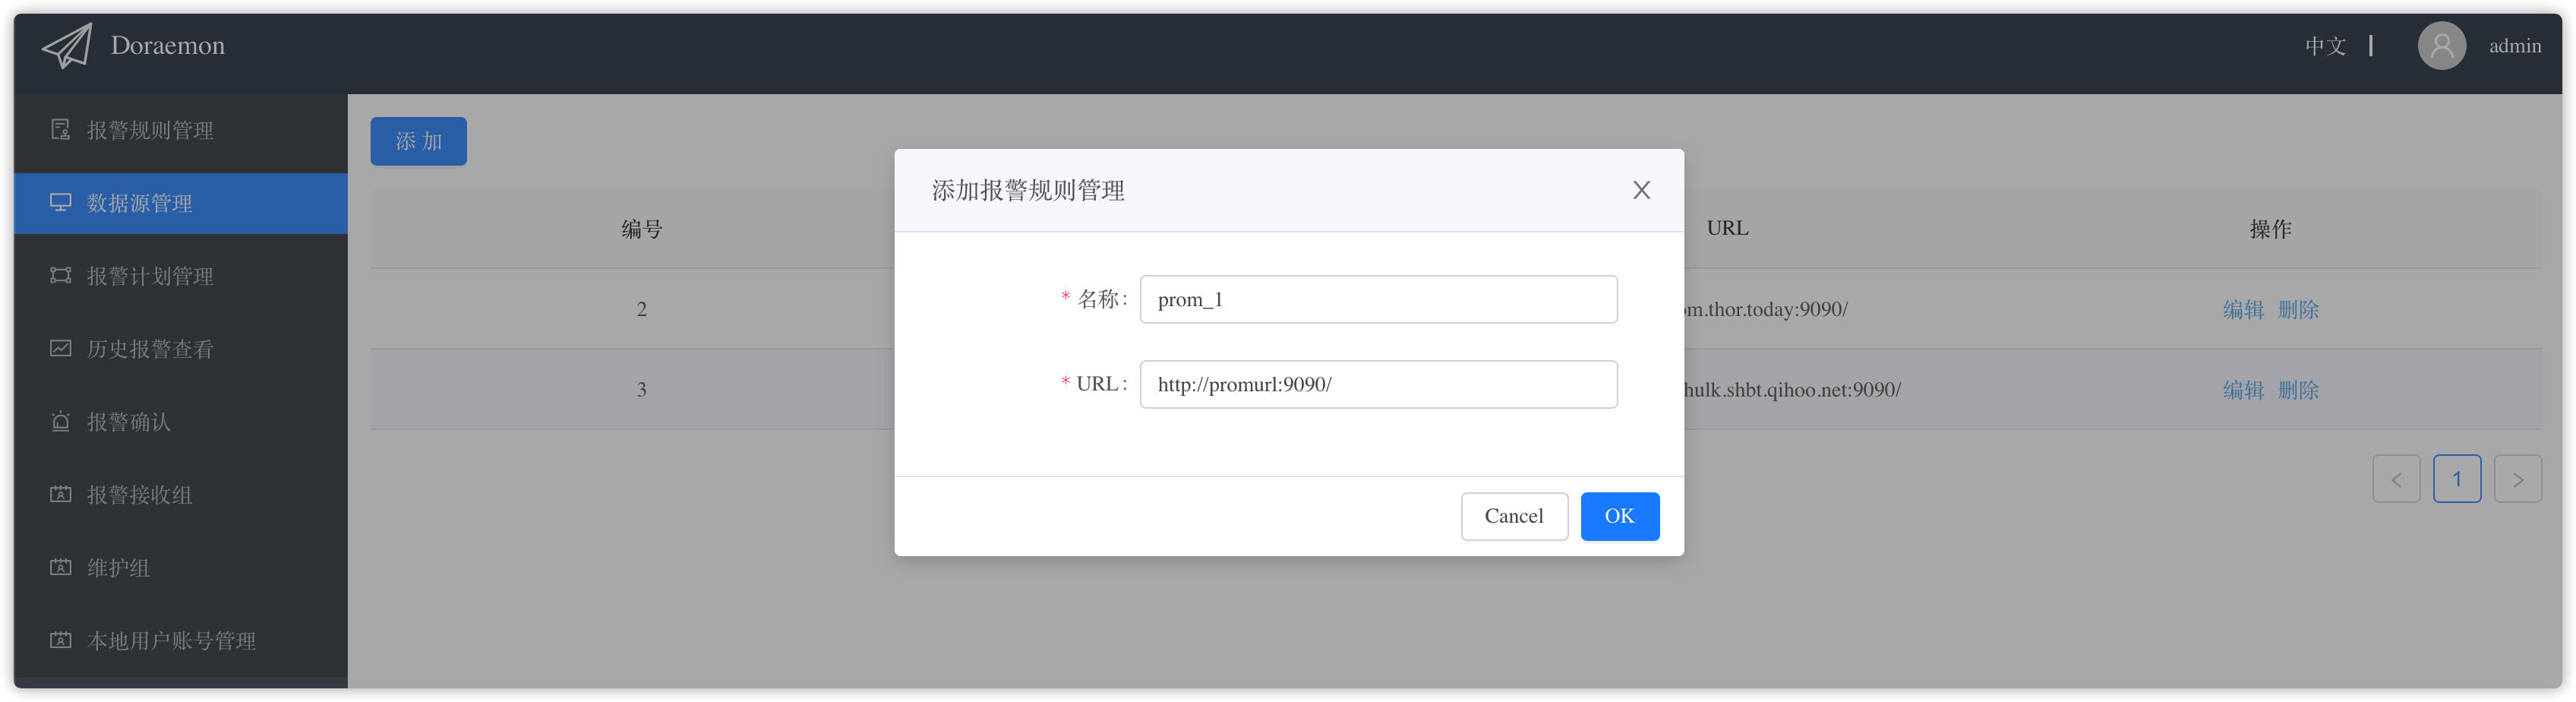 Doraemon
中文
admin
报警规则管理
数据源管理
报警计划管理
历史报警查看
报警确认
报警接收组
维护组
本地用户账号管理
添 加
编号
URL
操作
2
om.thor.today:9090/
编辑 删除
3
hulk.shbt.qihoo.net:9090/
编辑 删除
1
添加报警规则管理
* 名称:
prom_1
* URL:
http://promurl:9090/
Cancel
OK